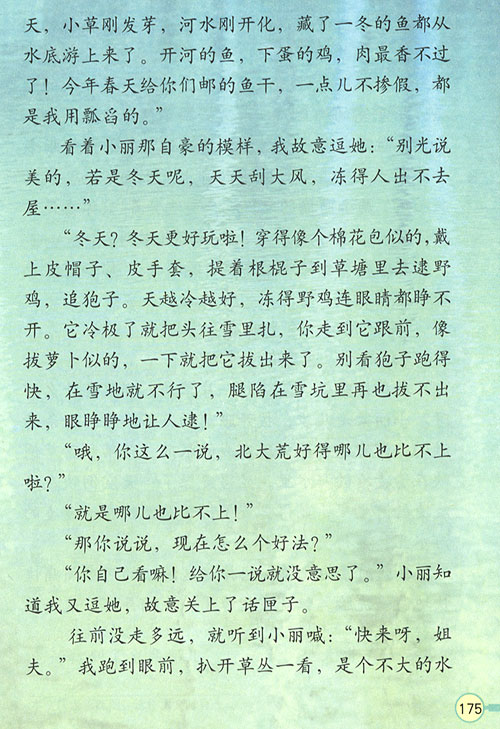 天，小草刚发芽，河水刚开化，藏了一冬的鱼都从
水底游上来了。开河的鱼，下蛋的鸡，肉最香不过
了！今年春天给你们邮的鱼干，一点儿不掺假，都
是我用瓢舀的。”
看着小丽那自豪的模样，我故意逗她：“别光说
美的，若是冬天呢，天天刮大风，冻得人出不去
屋……”
“冬天？冬天更好玩啦！穿得像个棉花包似的，戴
上皮帽子、皮手套，提着根棍子到草塘里去逮野
鸡，追狍子。天越冷越好，冻得野鸡连眼睛都睁不
开。它冷极了就把头往雪里扎，你走到它跟前，像
拔萝卜似的，一下就把它拔出来了。别看狍子跑得
快，在雪地就不行了，腿陷在雪坑里再也拔不出
来，眼睁睁地让人逮！”
“哦，你这么一说，北大荒好得哪儿也比不上
啦？”
“就是哪儿也比不上！”
“那你说说，现在怎么个好法？”
“你自己看嘛！给你一说就没意思了。”小丽知
道我又逗她，故意关上了话匣子。
往前没走多远，就听到小丽喊：“快来呀，姐
夫。”我跑到眼前，扒开草丛一看，是个不大的水
175